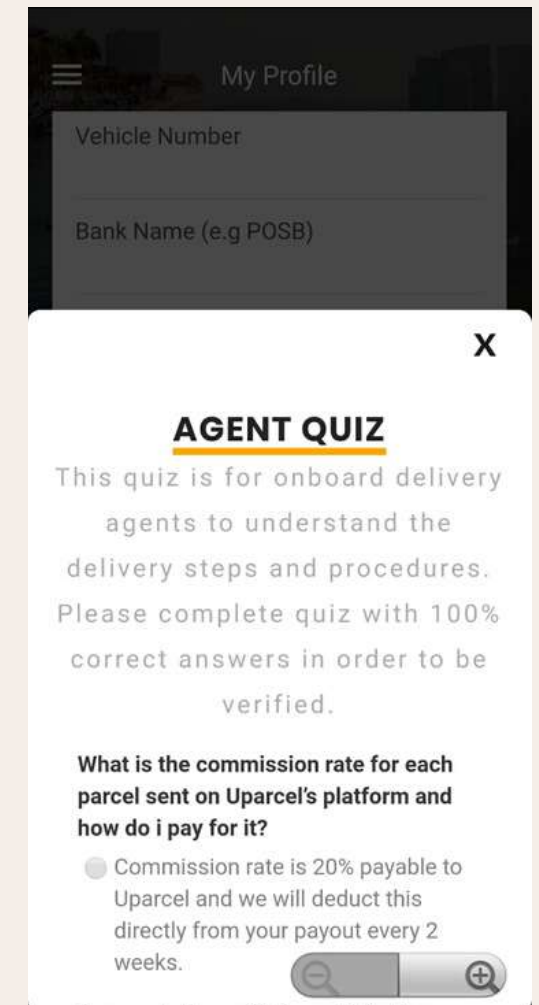 My Profile
Vehicle Number
Bank Name (e.g POSB)
X
AGENT QUIZ
This quiz is for onboard delivery
agents to understand the
delivery steps and procedures.
Please complete quiz with 100%
correct answers in order to be
verified.
What is the commission rate for each
parcel sent on Uparcel's platform and
how do i pay for it?
Commission rate is 20% payable to
Uparcel and we will deduct this
directly from your payout every 2
weeks.